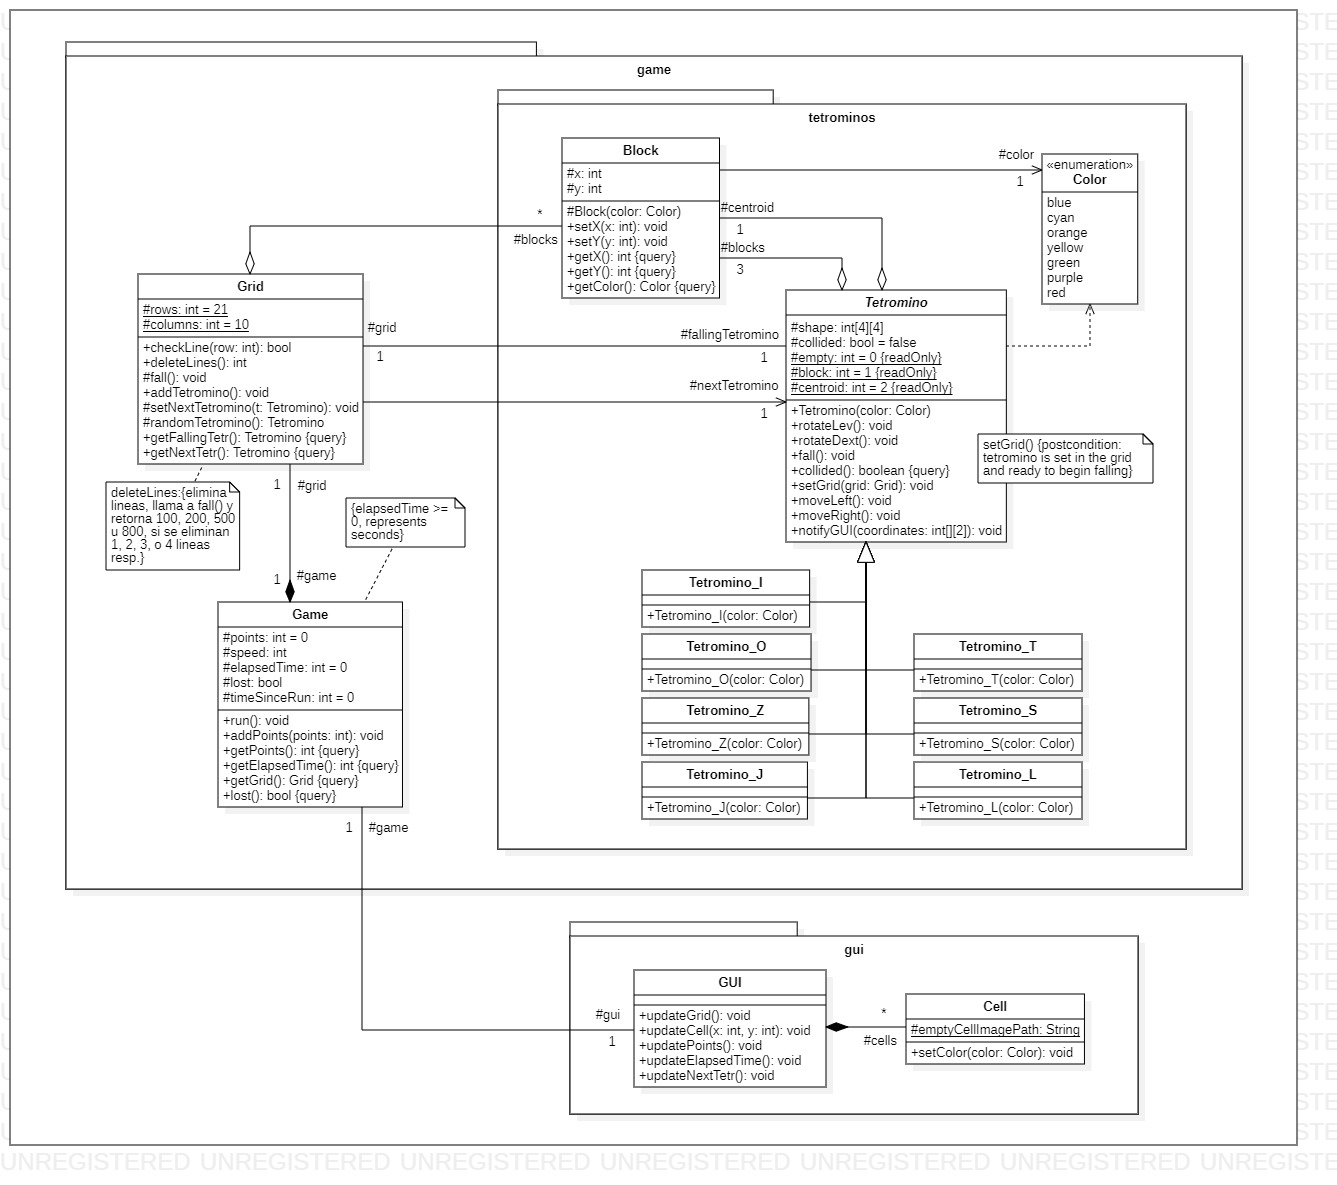 game
tetrominos
Block
#x: int
#y: int
#Block(color: Color)
+setX(x: int): void
+setY(y: int): void
+getX(): int {query}
+getY(): int {query}
+getColor(): Color {query}
#color
1
«enumeration»
Color
blue
cyan
orange
yellow
green
purple
red
#centroid
1
#blocks
3
*
#blocks
Grid
#rows: int = 21
#columns: int = 10
+checkLine(row: int): bool
+deleteLines(): int
#fall(): void
+addTetromino(): void
#setNextTetromino(t: Tetromino): void
#randomTetromino(): Tetromino
+getFallingTetr(): Tetromino {query}
+getNextTetr(): Tetromino {query}
#grid
1
#fallingTetromino
1
#nextTetromino
1
Tetromino
#shape: int[4][4]
#collided: bool = false
#empty: int = 0 {readOnly}
#block: int = 1 {readOnly}
#centroid: int = 2 {readOnly}
+Tetromino(color: Color)
+rotateLev(): void
+rotateDext(): void
+fall(): void
+collided(): boolean {query}
+setGrid(grid: Grid): void
+moveLeft(): void
+moveRight(): void
+notifyGUI(coordinates: int[][2]): void
setGrid() {postcondition:
tetromino is set in the grid
and ready to begin falling}
deleteLines:{elimina
lineas, llama a fall() y
retorna 100, 200, 500
u 800, si se eliminan
1, 2, 3, o 4 lineas
resp.}
1
#grid
{elapsedTime >=
0, represents
seconds}
1
#game
Game
#points: int = 0
#speed: int
#elapsedTime: int = 0
#lost: bool
#timeSinceRun: int = 0
+run(): void
+addPoints(points: int): void
+getPoints(): int {query}
+getElapsedTime(): int {query}
+getGrid(): Grid {query}
+lost(): bool {query}
1
#game
Tetromino_I
+Tetromino_I(color: Color)
Tetromino_O
+Tetromino_O(color: Color)
Tetromino_T
+Tetromino_T(color: Color)
Tetromino_Z
+Tetromino_Z(color: Color)
Tetromino_S
+Tetromino_S(color: Color)
Tetromino_J
+Tetromino_J(color: Color)
Tetromino_L
+Tetromino_L(color: Color)
gui
#gui
1
GUI
+updateGrid(): void
+updateCell(x: int, y: int): void
+updatePoints(): void
+updateElapsedTime(): void
+updateNextTetr(): void
*
#cells
Cell
#emptyCellImagePath: String
+setColor(color: Color): void
UNREGISTERED UNREGISTERED UNREGISTERED UNREGISTERED UNREGISTERED UNREGISTERED UNREGISTE